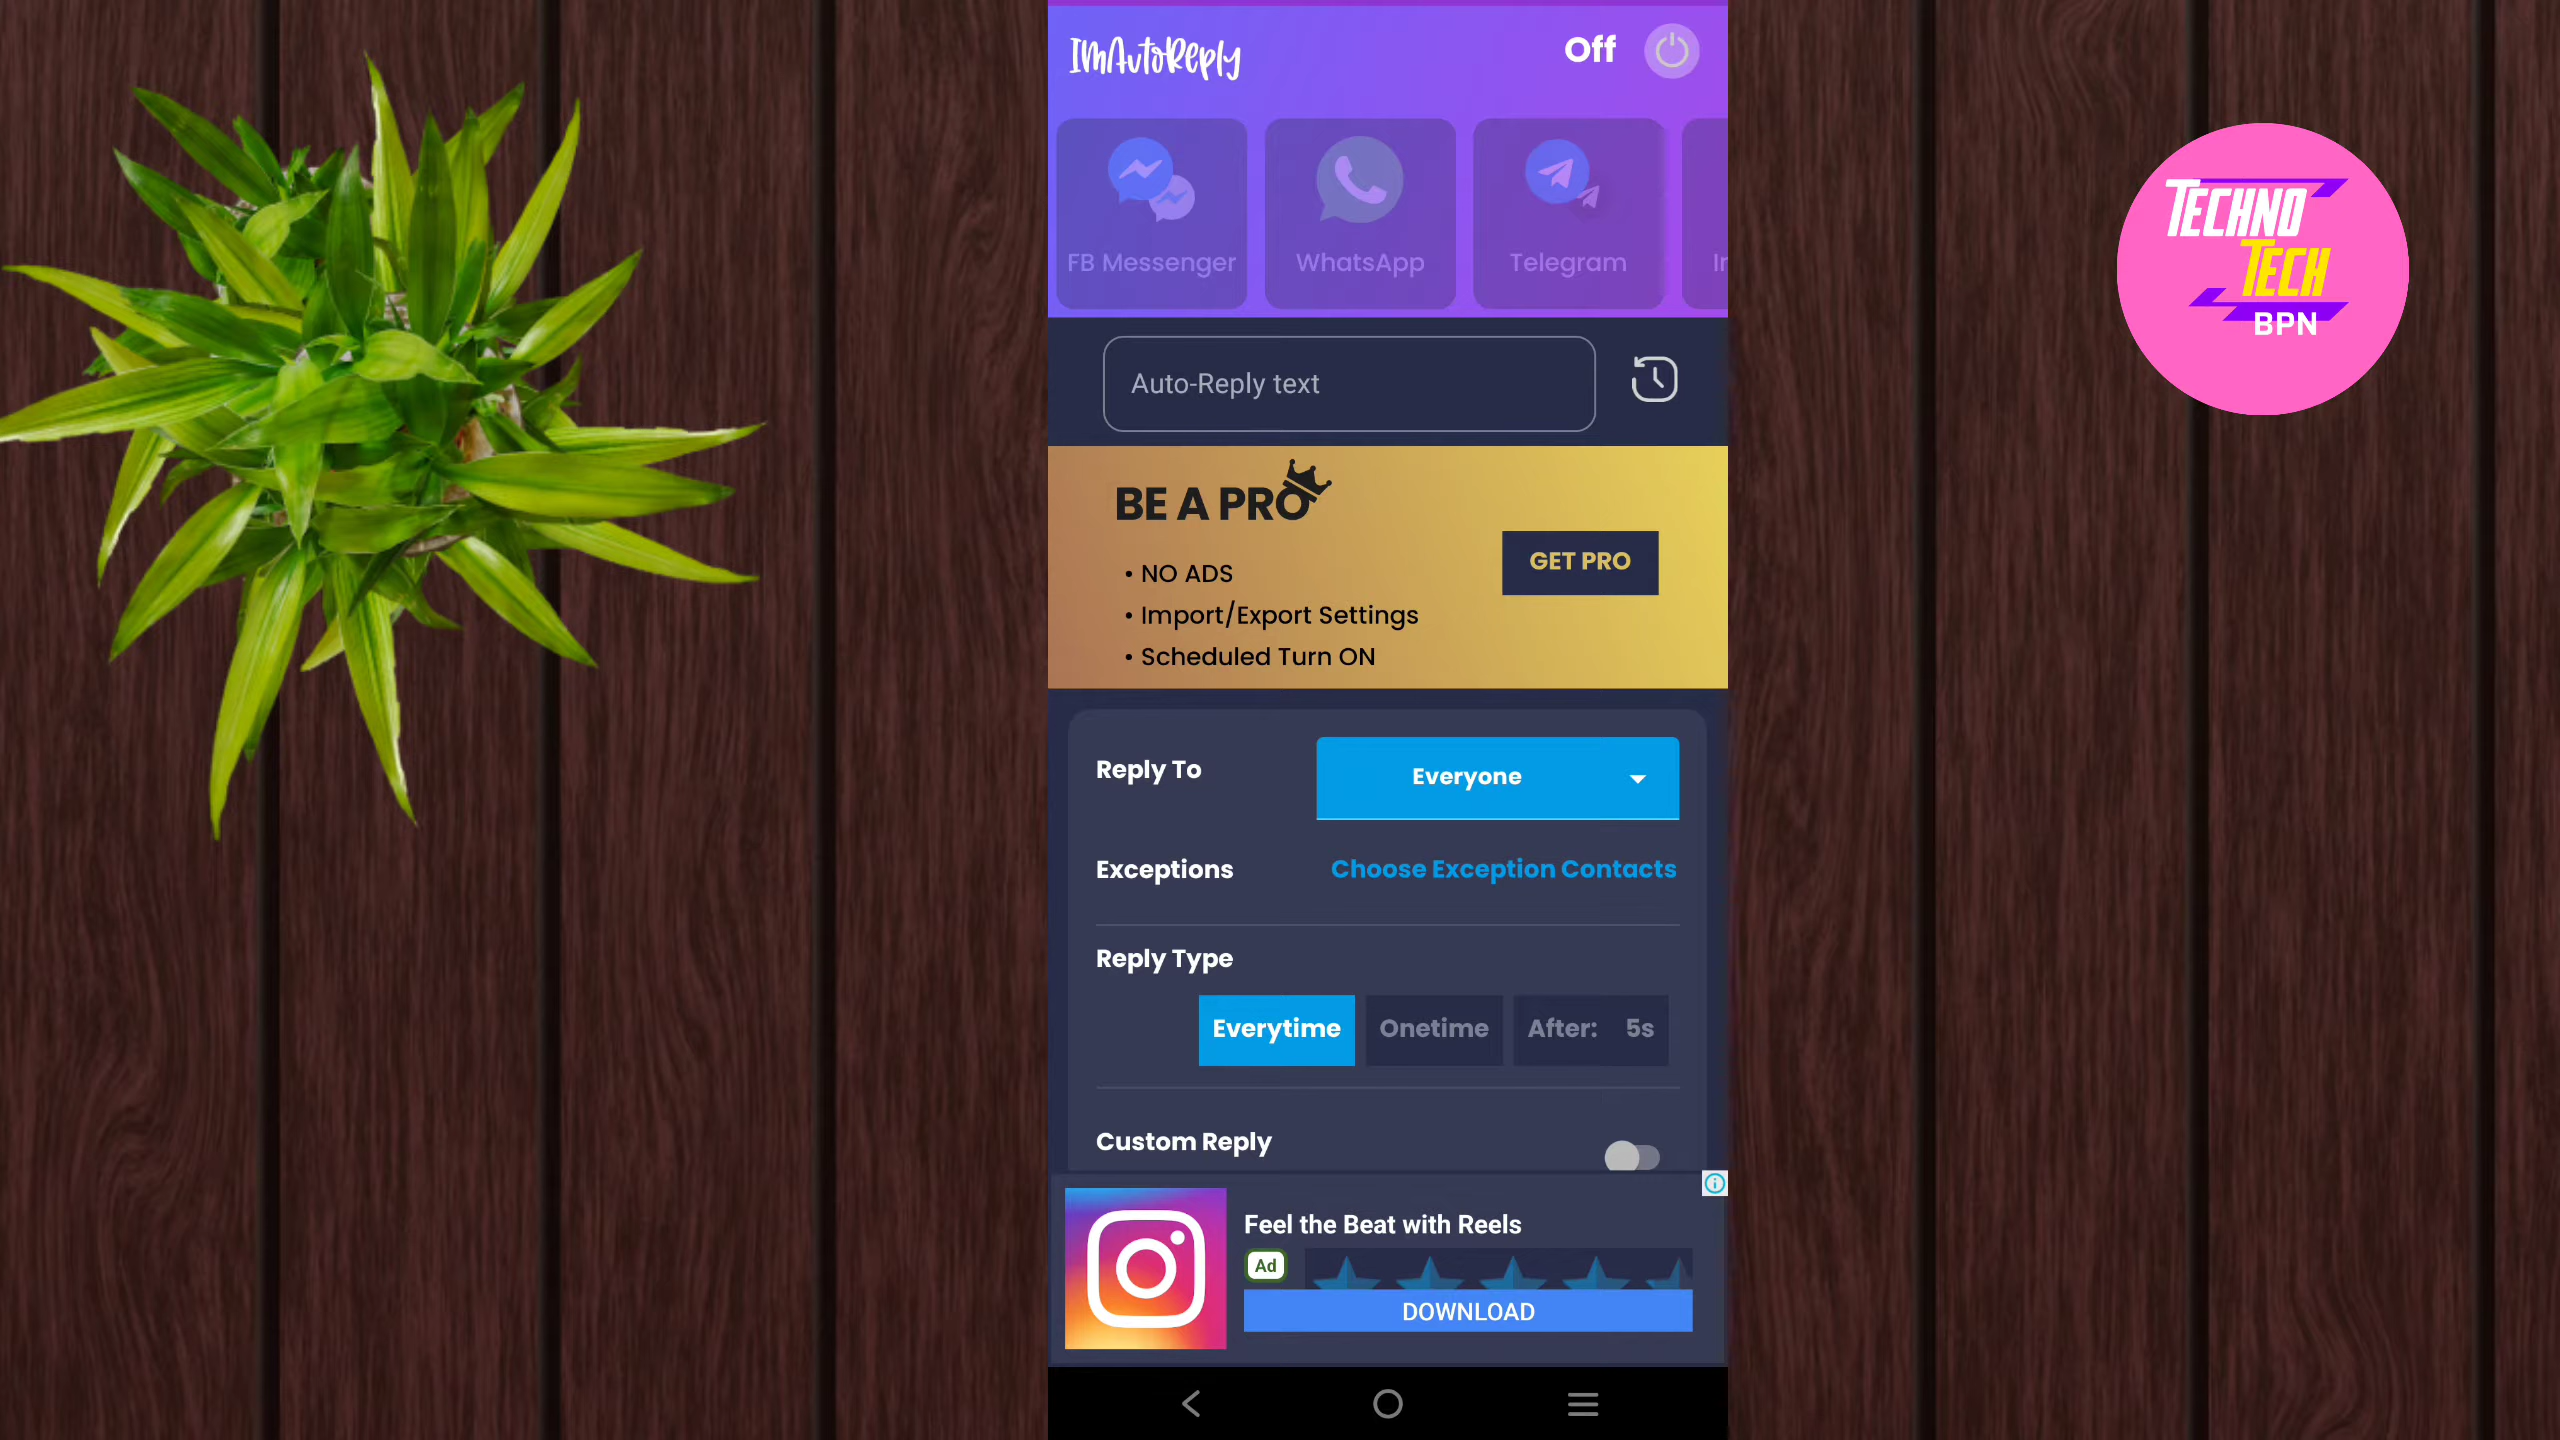 IMAutoReply
Off
FB Messenger
WhatsApp
Telegram
Auto-Reply text
BE A PRO
• NO ADS
• Import/Export Settings
• Scheduled Turn ON
GET PRO
Reply To
Everyone
Exceptions
Choose Exception Contacts
Reply Type
Everytime
Onetime
After: 5s
Custom Reply
Feel the Beat with Reels
Ad
DOWNLOAD
TECHNO
TECH
BPN